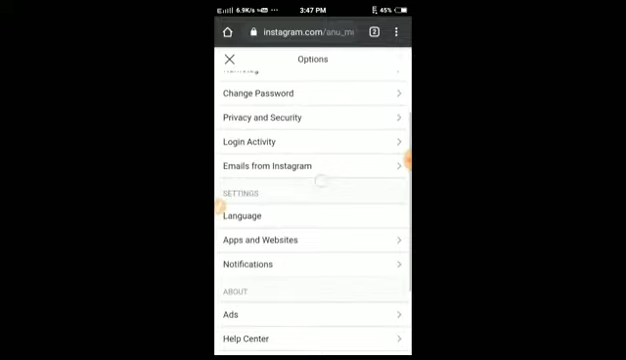 3:47 PM
45%
instagram.com/anu_m
2
Options
Change Password
Privacy and Security
Login Activity
Emails from Instagram
SETTINGS
Language
Apps and Websites
Notifications
ABOUT
Ads
Help Center